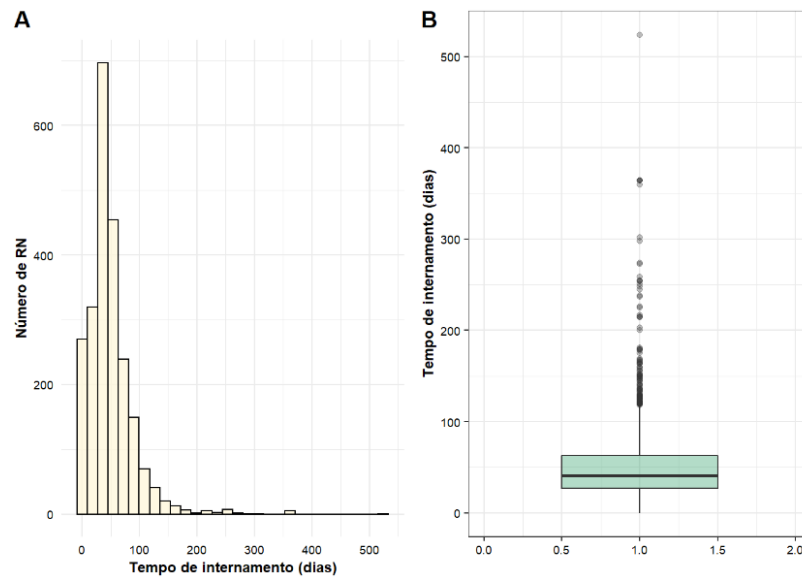 A
Número de RN
600
400
200
0
0 100 200 300 400 500
Tempo de internamento (dias)
B
Tempo de internamento (dias)
500
400
300
200
100
0
0.0 0.5 1.0 1.5 2.0